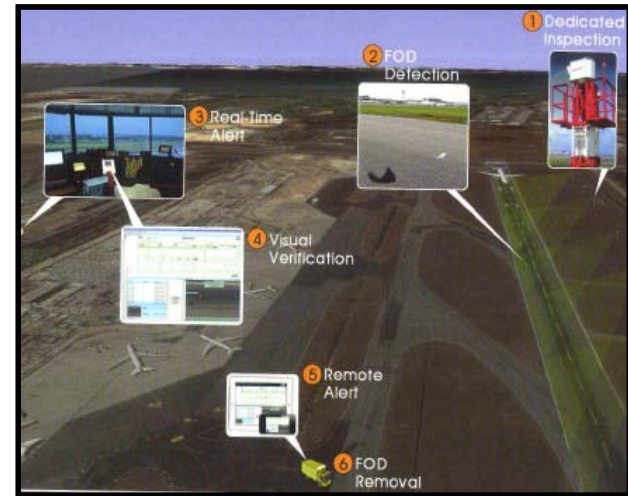 1 Dedicated
Inspection
2 FOD
Detection
3 Real-Time
Alert
4 Visual
Verification
5 Remote
Alert
6 FOD
Removal